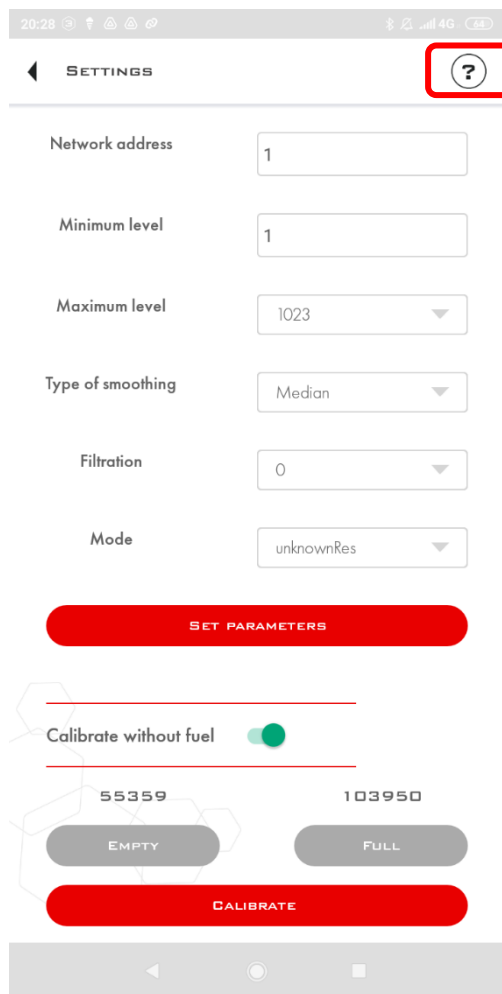 20:28 4G 64
SETTINGS ?
Network address 1
Minimum level 1
Maximum level 1023
Type of smoothing Median
Filtration 0
Mode unknownRes
SET PARAMETERS
Calibrate without fuel
55359 103950
EMPTY FULL
CALIBRATE